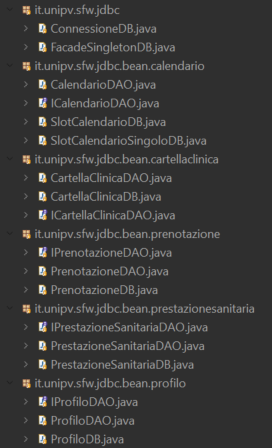 it.unipv.sfw.jdbc
ConnessioneDB.java
FacadeSingletonDB.java
it.unipv.sfw.jdbc.bean.calendario
CalendarioDAO.java
ICalendarioDAO.java
SlotCalendarioDB.java
SlotCalendarioSingoloDB.java
it.unipv.sfw.jdbc.bean.cartellaclinica
CartellaClinicaDAO.java
CartellaClinicaDB.java
ICartellaClinicaDAO.java
it.unipv.sfw.jdbc.bean.prenotazione
IPrenotazioneDAO.java
PrenotazioneDAO.java
PrenotazioneDB.java
it.unipv.sfw.jdbc.bean.prestazionesanitaria
IPrestazioneSanitariaDAO.java
PrestazioneSanitariaDAO.java
PrestazioneSanitariaDB.java
it.unipv.sfw.jdbc.bean.profilo
IProfiloDAO.java
ProfiloDAO.java
ProfiloDB.java